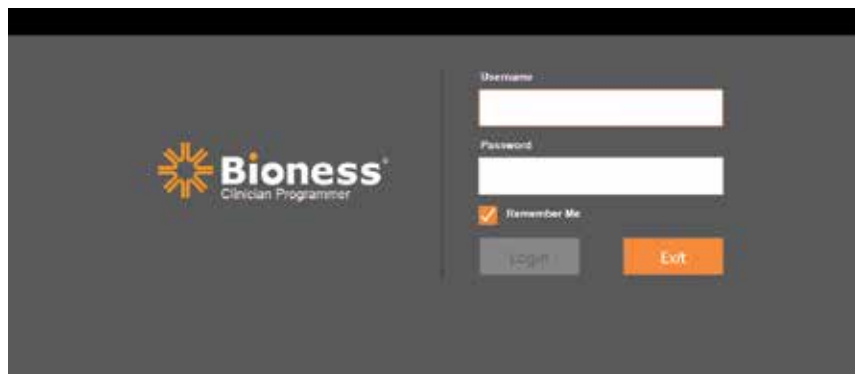 Bioness®
Clinician Programmer
Username
Password
Remember Me
Login
Exit